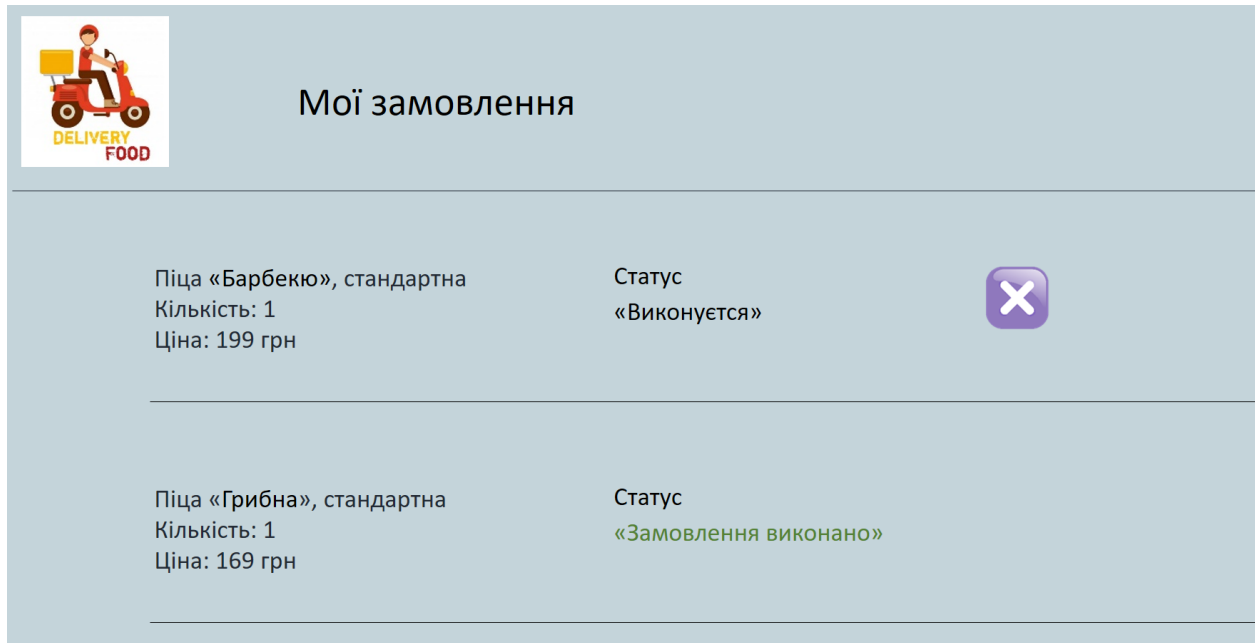 DELIVERY
FOOD
Мої замовлення
Піца «Барбекю», стандартна
Кількість: 1
Ціна: 199 грн
Статус
«Виконуєтся»
Піца «Грибна», стандартна
Кількість: 1
Ціна: 169 грн
Статус
«Замовлення виконано»